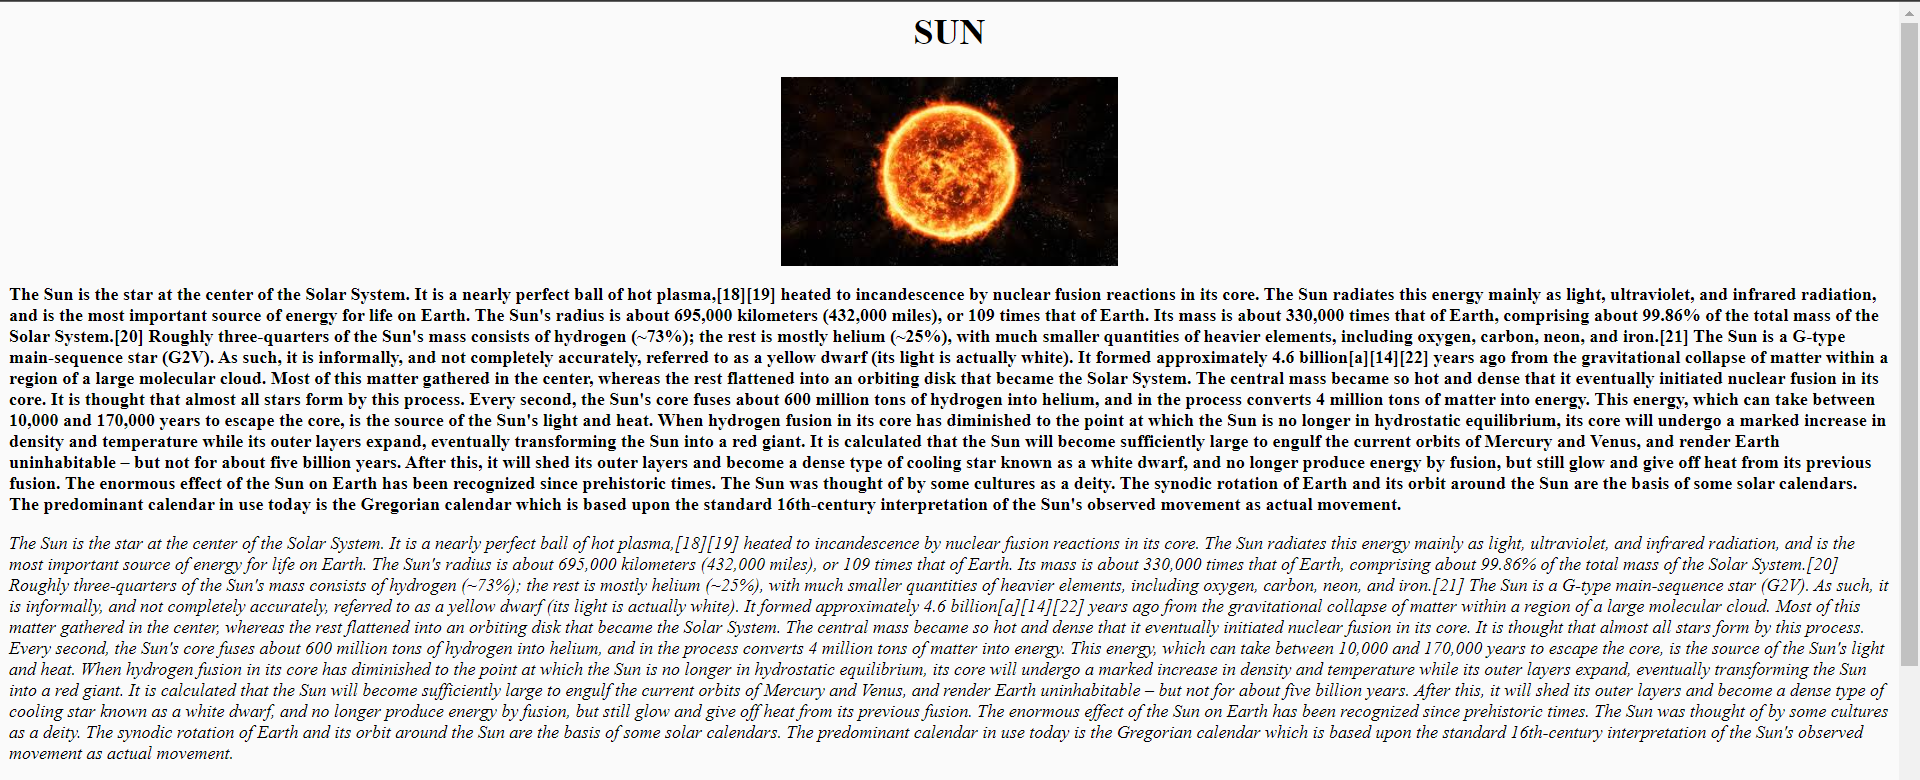 SUN
The Sun is the star at the center of the Solar System. It is a nearly perfect ball of hot plasma,[18][19] heated to incandescence by nuclear fusion reactions in its core. The Sun radiates this energy mainly as light, ultraviolet, and infrared radiation,
and is the most important source of energy for life on Earth. The Sun's radius is about 695,000 kilometers (432,000 miles), or 109 times that of Earth. Its mass is about 330,000 times that of Earth, comprising about 99.86% of the total mass of the
Solar System.[20] Roughly three-quarters of the Sun's mass consists of hydrogen (~73%); the rest is mostly helium (~25%), with much smaller quantities of heavier elements, including oxygen, carbon, neon, and iron.[21] The Sun is a G-type
main-sequence star (G2V). As such, it is informally, and not completely accurately, referred to as a yellow dwarf (its light is actually white). It formed approximately 4.6 billion[a][14][22] years ago from the gravitational collapse of matter within a
region of a large molecular cloud. Most of this matter gathered in the center, whereas the rest flattened into an orbiting disk that became the Solar System. The central mass became so hot and dense that it eventually initiated nuclear fusion in its
core. It is thought that almost all stars form by this process. Every second, the Sun's core fuses about 600 million tons of hydrogen into helium, and in the process converts 4 million tons of matter into energy. This energy, which can take between
10,000 and 170,000 years to escape the core, is the source of the Sun's light and heat. When hydrogen fusion in its core has diminished to the point at which the Sun is no longer in hydrostatic equilibrium, its core will undergo a marked increase in
density and temperature while its outer layers expand, eventually transforming the Sun into a red giant. It is calculated that the Sun will become sufficiently large to engulf the current orbits of Mercury and Venus, and render Earth
uninhabitable – but not for about five billion years. After this, it will shed its outer layers and become a dense type of cooling star known as a white dwarf, and no longer produce energy by fusion, but still glow and give off heat from its previous
fusion. The enormous effect of the Sun on Earth has been recognized since prehistoric times. The Sun was thought of by some cultures as a deity. The synodic rotation of Earth and its orbit around the Sun are the basis of some solar calendars.
The predominant calendar in use today is the Gregorian calendar which is based upon the standard 16th-century interpretation of the Sun's observed movement as actual movement.
The Sun is the star at the center of the Solar System. It is a nearly perfect ball of hot plasma,[18][19] heated to incandescence by nuclear fusion reactions in its core. The Sun radiates this energy mainly as light, ultraviolet, and infrared radiation, and is the
most important source of energy for life on Earth. The Sun's radius is about 695,000 kilometers (432,000 miles), or 109 times that of Earth. Its mass is about 330,000 times that of Earth, comprising about 99.86% of the total mass of the Solar System.[20]
Roughly three-quarters of the Sun's mass consists of hydrogen (~73%); the rest is mostly helium (~25%), with much smaller quantities of heavier elements, including oxygen, carbon, neon, and iron.[21] The Sun is a G-type main-sequence star (G2V). As such, it
is informally, and not completely accurately, referred to as a yellow dwarf (its light is actually white). It formed approximately 4.6 billion[a][14][22] years ago from the gravitational collapse of matter within a region of a large molecular cloud. Most of this
matter gathered in the center, whereas the rest flattened into an orbiting disk that became the Solar System. The central mass became so hot and dense that it eventually initiated nuclear fusion in its core. It is thought that almost all stars form by this process.
Every second, the Sun's core fuses about 600 million tons of hydrogen into helium, and in the process converts 4 million tons of matter into energy. This energy, which can take between 10,000 and 170,000 years to escape the core, is the source of the Sun's light
and heat. When hydrogen fusion in its core has diminished to the point at which the Sun is no longer in hydrostatic equilibrium, its core will undergo a marked increase in density and temperature while its outer layers expand, eventually transforming the Sun
into a red giant. It is calculated that the Sun will become sufficiently large to engulf the current orbits of Mercury and Venus, and render Earth uninhabitable – but not for about five billion years. After this, it will shed its outer layers and become a dense type of
cooling star known as a white dwarf, and no longer produce energy by fusion, but still glow and give off heat from its previous fusion. The enormous effect of the Sun on Earth has been recognized since prehistoric times. The Sun was thought of by some cultures
as a deity. The synodic rotation of Earth and its orbit around the Sun are the basis of some solar calendars. The predominant calendar in use today is the Gregorian calendar which is based upon the standard 16th-century interpretation of the Sun's observed
movement as actual movement.